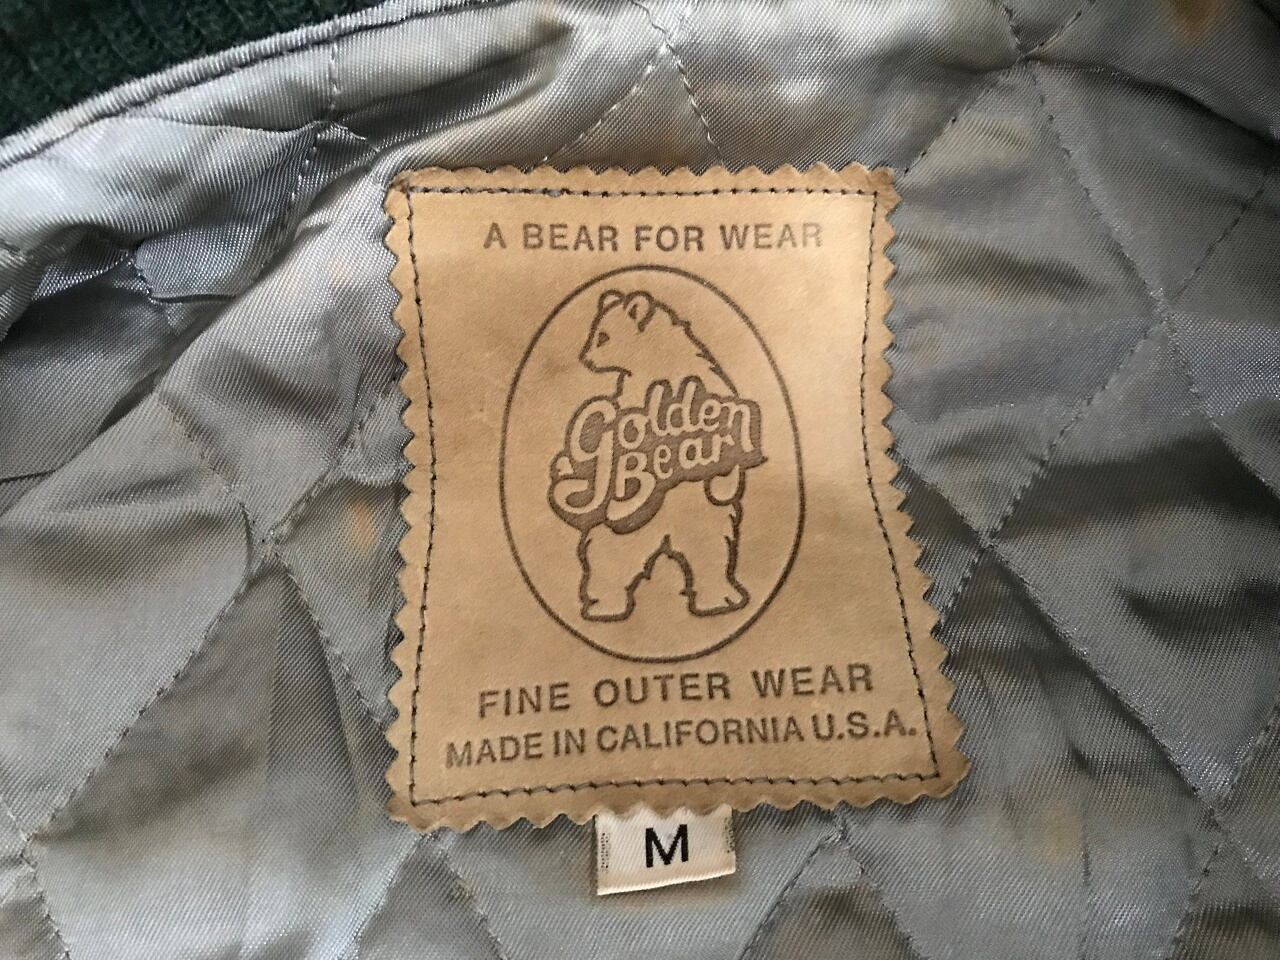 A BEAR FOR WEAR
Golden
Bear
FINE OUTER WEAR
MADE IN CALIFORNIA U.S.A.
M